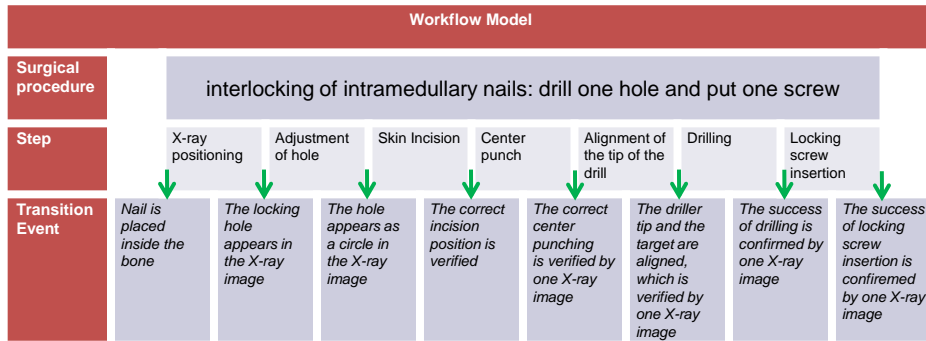 Workflow Model
Surgical
procedure
interlocking of intramedullary nails: drill one hole and put one screw
Step
X-ray
positioning
Adjustment
of hole
Skin Incision
Center
punch
Alignment of
the tip of the
drill
Drilling
Locking
screw
insertion
Transition
Event
Nail is
placed
inside the
bone
The locking
hole
appears in
the X-ray
image
The hole
appears as
a circle in
the X-ray
image
The correct
incision
position is
verified
The correct
center
punching
is verified by
one X-ray
image
The driller
tip and the
target are
aligned,
which is
verified by
one X-ray
image
The success
of drilling is
confirmed by
one X-ray
image
The success
of locking
screw
insertion is
confiremed
by one X-ray
image